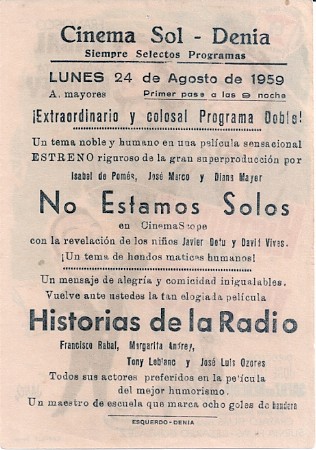 Cinema Sol - Denia
Siempre Selectos Programas
LUNES 24 de Agosto de 1959
A. mayores Primer pase a las 9 noche
¡Extraordinario y colosal Programa Doble!
Un tema noble y humano en una película sensacional
ESTRENO riguroso de la gran superproducción por
Isabel de Pomés, José Marco y Diana Mayer
No Estamos Solos
en CinemaScope
con la revelación de los niños Javier Dotu y David Vives.
¡Un tema de hondos matices humanos!
Un mensaje de alegria y comicidad inigualables.
Vuelve ante ustedes la tan elogiada película
Historias de la Radio
Francisco Rabal, Margarita Andrey,
Tony Leblanc y José Luis Ozores
Todos sus actores preferidos en la película
del mejor humorismo.
Un maestro de escuela que marca ocho goles de bandera
ESQUERDO-DENIA